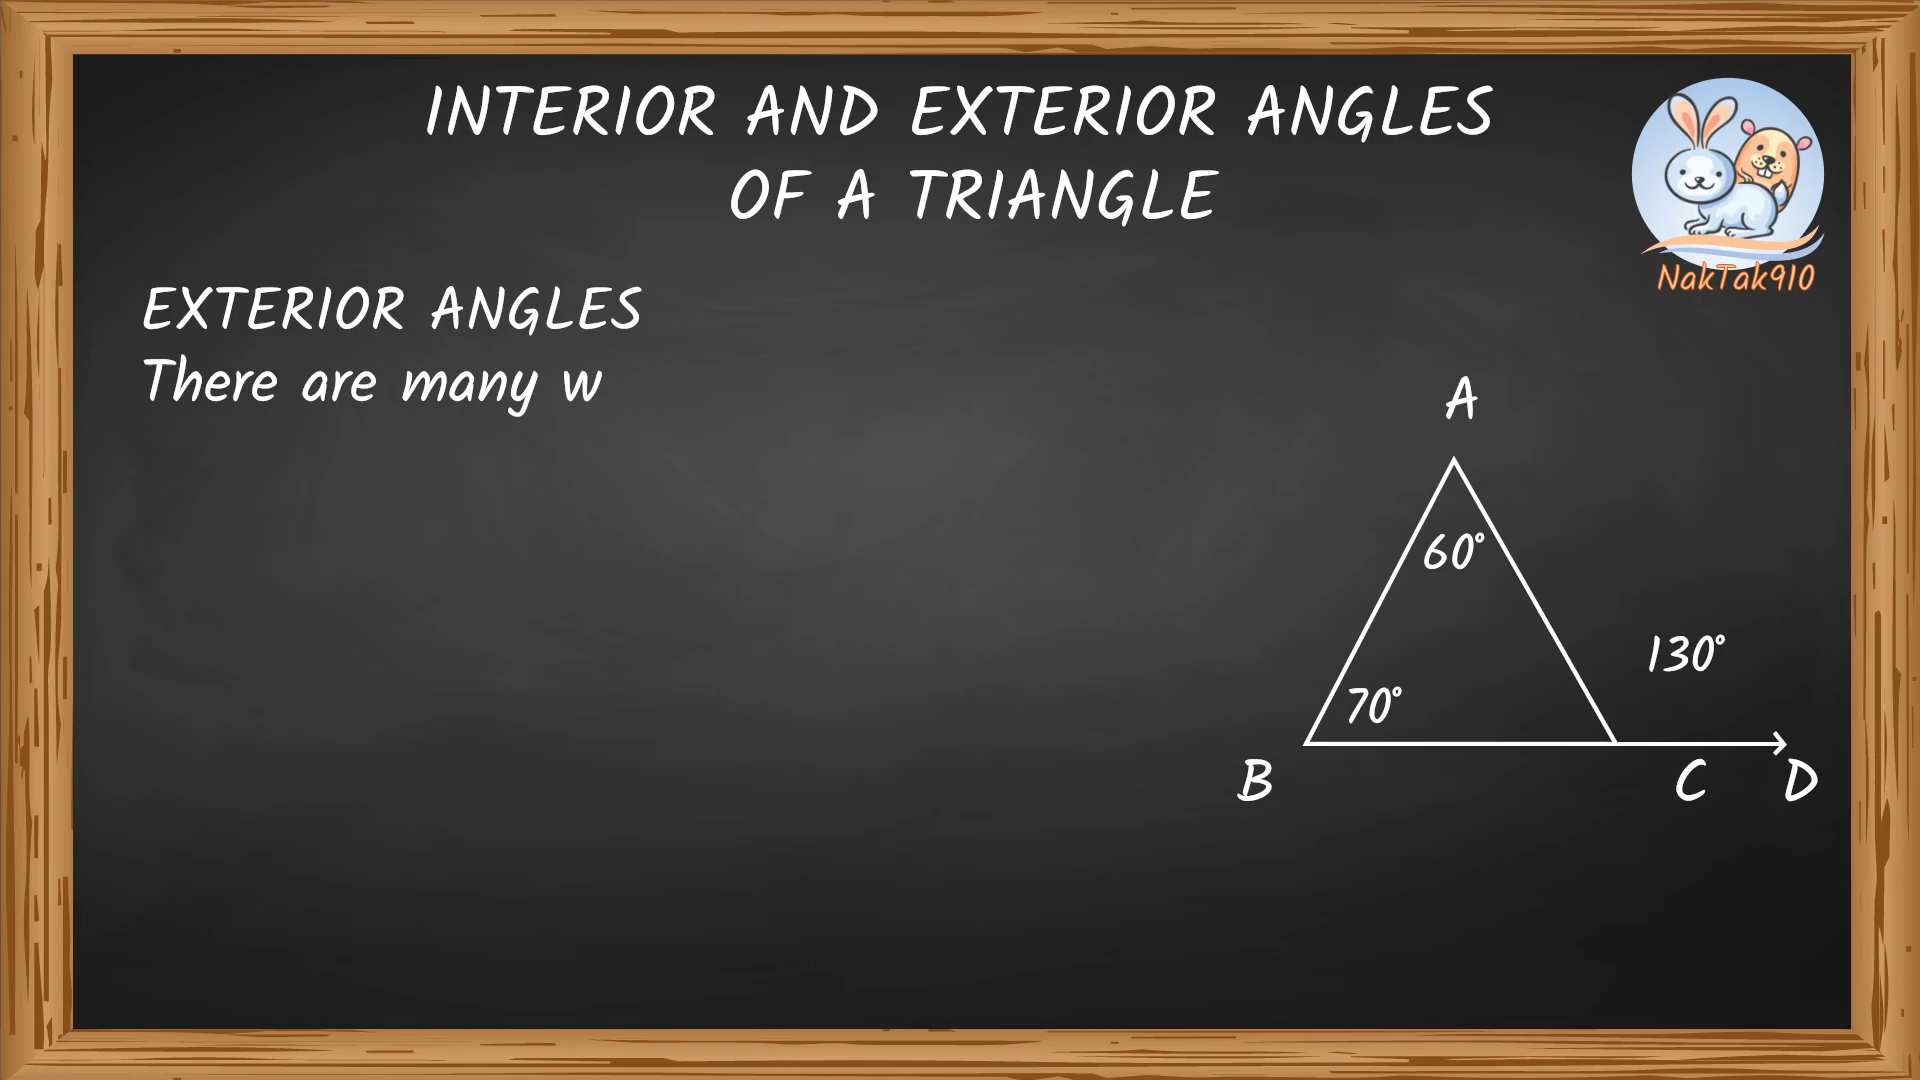 INTERIOR AND EXTERIOR ANGLES
OF A TRIANGLE
NakTak910
EXTERIOR ANGLES
There are many w
A
60°
130°
70°
B
C
D